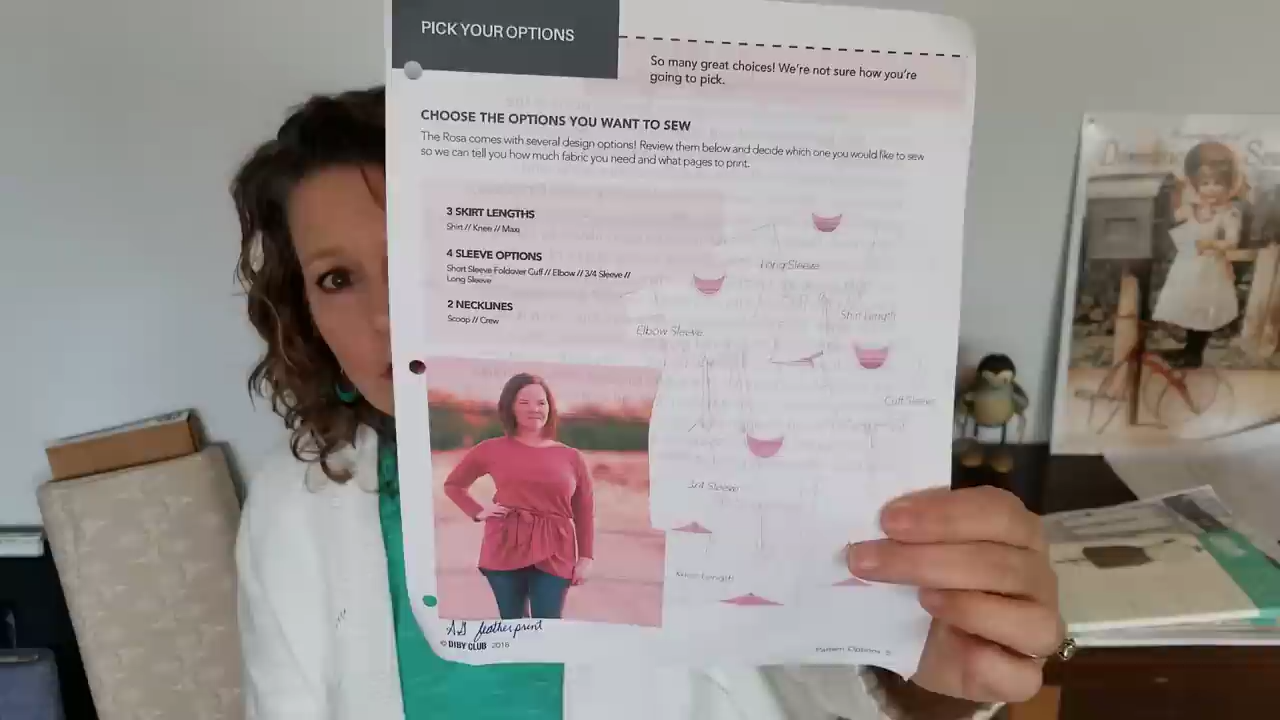 PICK YOUR OPTIONS
So many great choices! We're not sure how you're
going to pick.
CHOOSE THE OPTIONS YOU WANT TO SEW
The Rosa comes with several design options! Review them below and decide which one you would like to sew
so we can tell you how much fabric you need and what pages to print.
3 SKIRT LENGTHS
Shirt // Knee // Maxi
4 SLEEVE OPTIONS
Short Sleeve Foldover Cuff // Elbow // 3/4 Sleeve //
Long Sleeve
2 NECKLINES
Scoop // Crew
Long Sleeve
Elbow Sleeve
Shirt Length
Cuff Sleeve
3/4 Sleeve
Knee Length
feather print
© DIBY CLUB 2016
Pattern Options